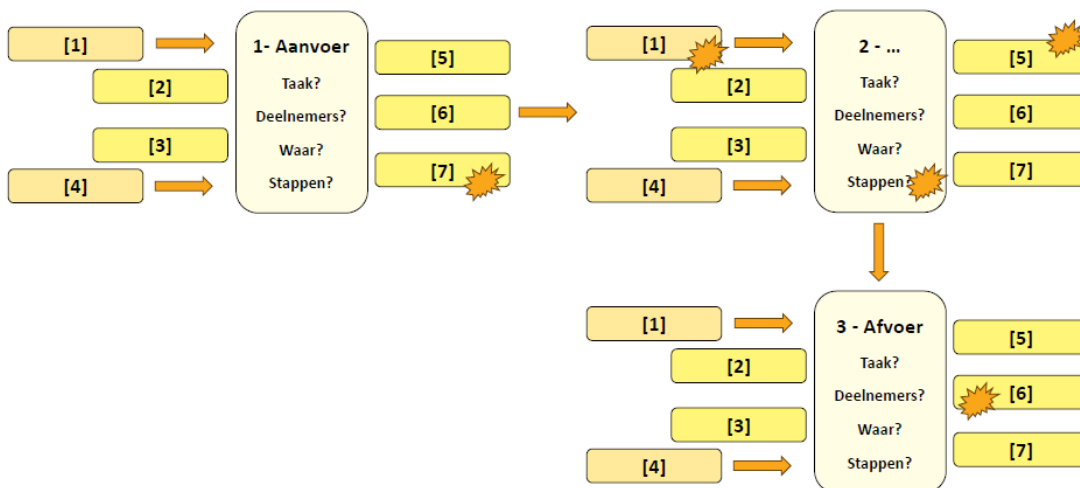 [1]
[2]
[3]
[4]
1- Aanvoer
Taak?
Deelnemers?
Waar?
Stappen?
[5]
[6]
[7]
[1]
[2]
[3]
[4]
2 - ...
Taak?
Deelnemers?
Waar?
Stappen?
[5]
[6]
[7]
[1]
[2]
[3]
[4]
3 - Afvoer
Taak?
Deelnemers?
Waar?
Stappen?
[5]
[6]
[7]